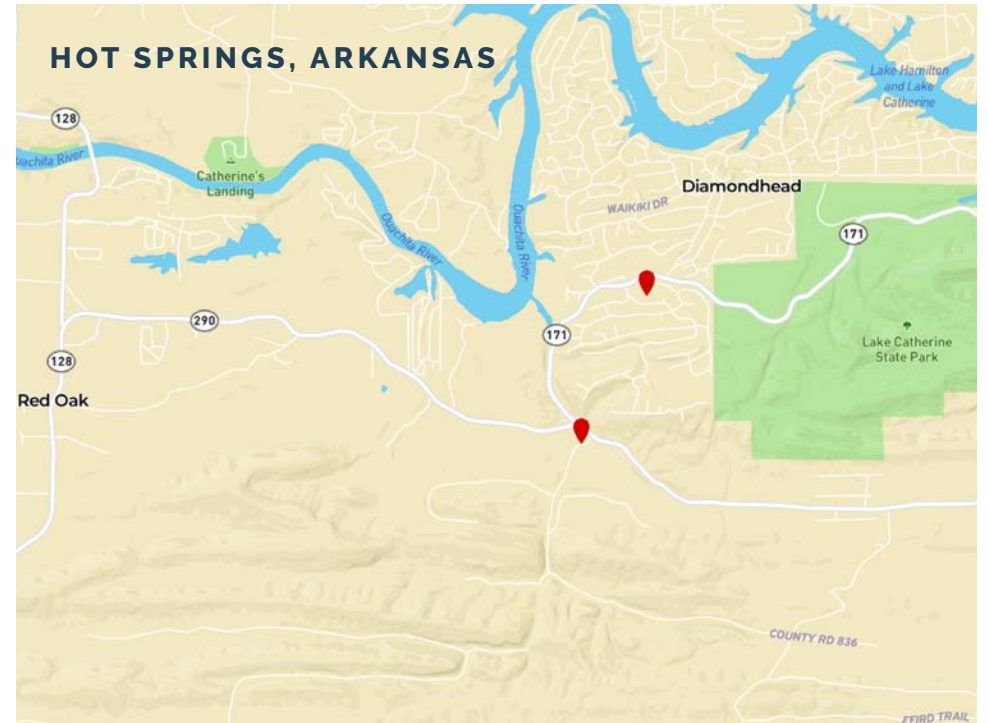 HOT SPRINGS, ARKANSAS
Lake Hamilton
and Lake
Catherine
128
Ouachita River
Catherine's
Landing
Diamondhead
WAIKIKI DR
Ouachita River
Ouachita River
171
290
171
Lake Catherine
State Park
128
Red Oak
COUNTY RD 836
EFIRD TRAIL